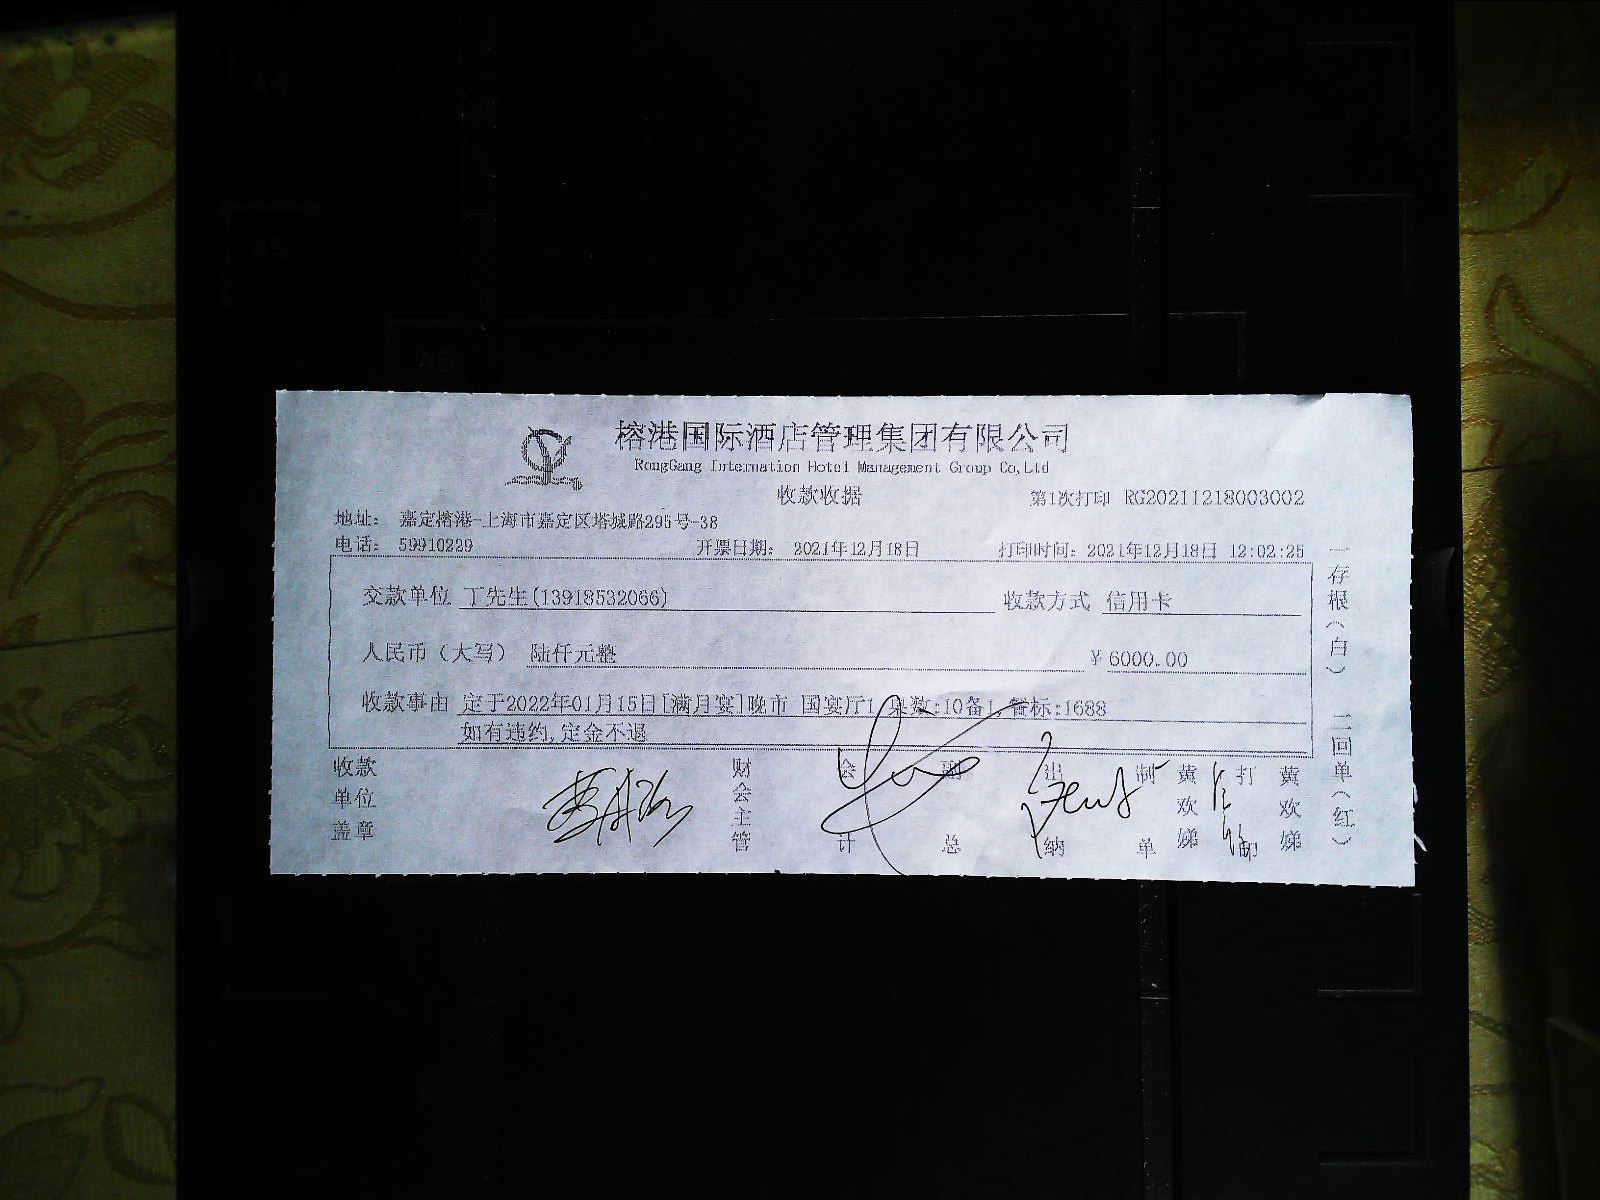 榕港国际酒店管理集团有限公司
RongGang Internation Hotel Management Group Co,Ltd
收款收据
第1次打印 RG20211218003002
地址: 嘉定榕港-上海市嘉定区塔城路295号-38
电话: 59910229 开票日期: 2021年12月18日 打印时间: 2021年12月18日 12:02:25
交款单位 丁先生(13918532066) 收款方式 信用卡
人民币（大写） 陆仟元整 ￥6000.00
收款事由 定于2022年01月15日[满月宴]晚市 国宴厅1 桌数:10备1,餐标:1688
如有违约,定金不退
收款单位盖章 财会主管 会计 副总 出纳 制单 黄欢娣 打印 黄欢娣
一存根（白） 二回单（红）
A6
A5